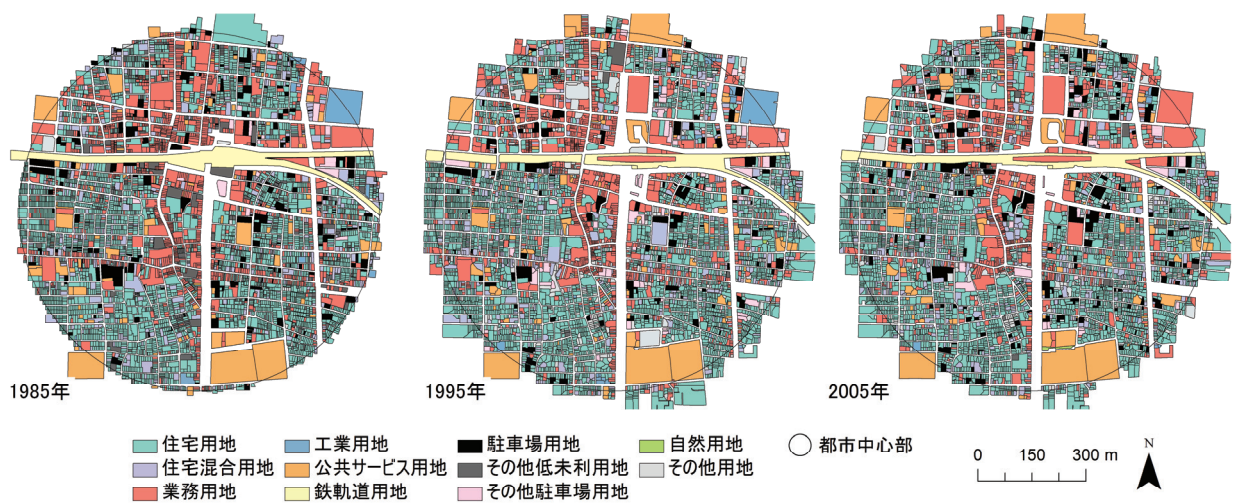 1985年
1995年
2005年
住宅用地 工業用地 駐車場用地 自然用地 都市中心部
住宅混合用地 公共サービス用地 その他低未利用地 その他用地
業務用地 鉄軌道用地 その他駐車場用地
0 150 300 m
N